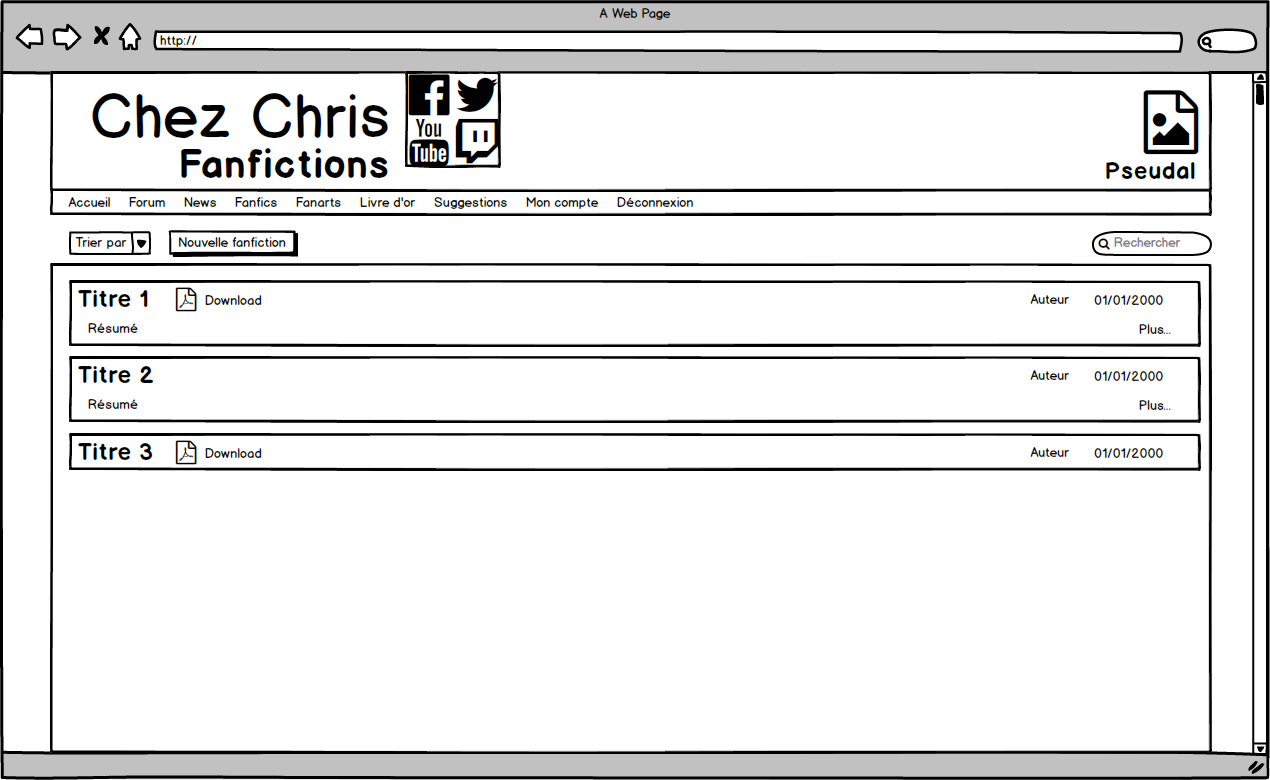 A Web Page
http://
Chez Chris
Fanfictions
You
Tube
Pseudal
Accueil Forum News Fanfics Fanarts Livre d'or Suggestions Mon compte Déconnexion
Trier par Nouvelle fanfiction Rechercher
Titre 1 Download Auteur 01/01/2000
Résumé Plus...
Titre 2 Auteur 01/01/2000
Résumé Plus...
Titre 3 Download Auteur 01/01/2000